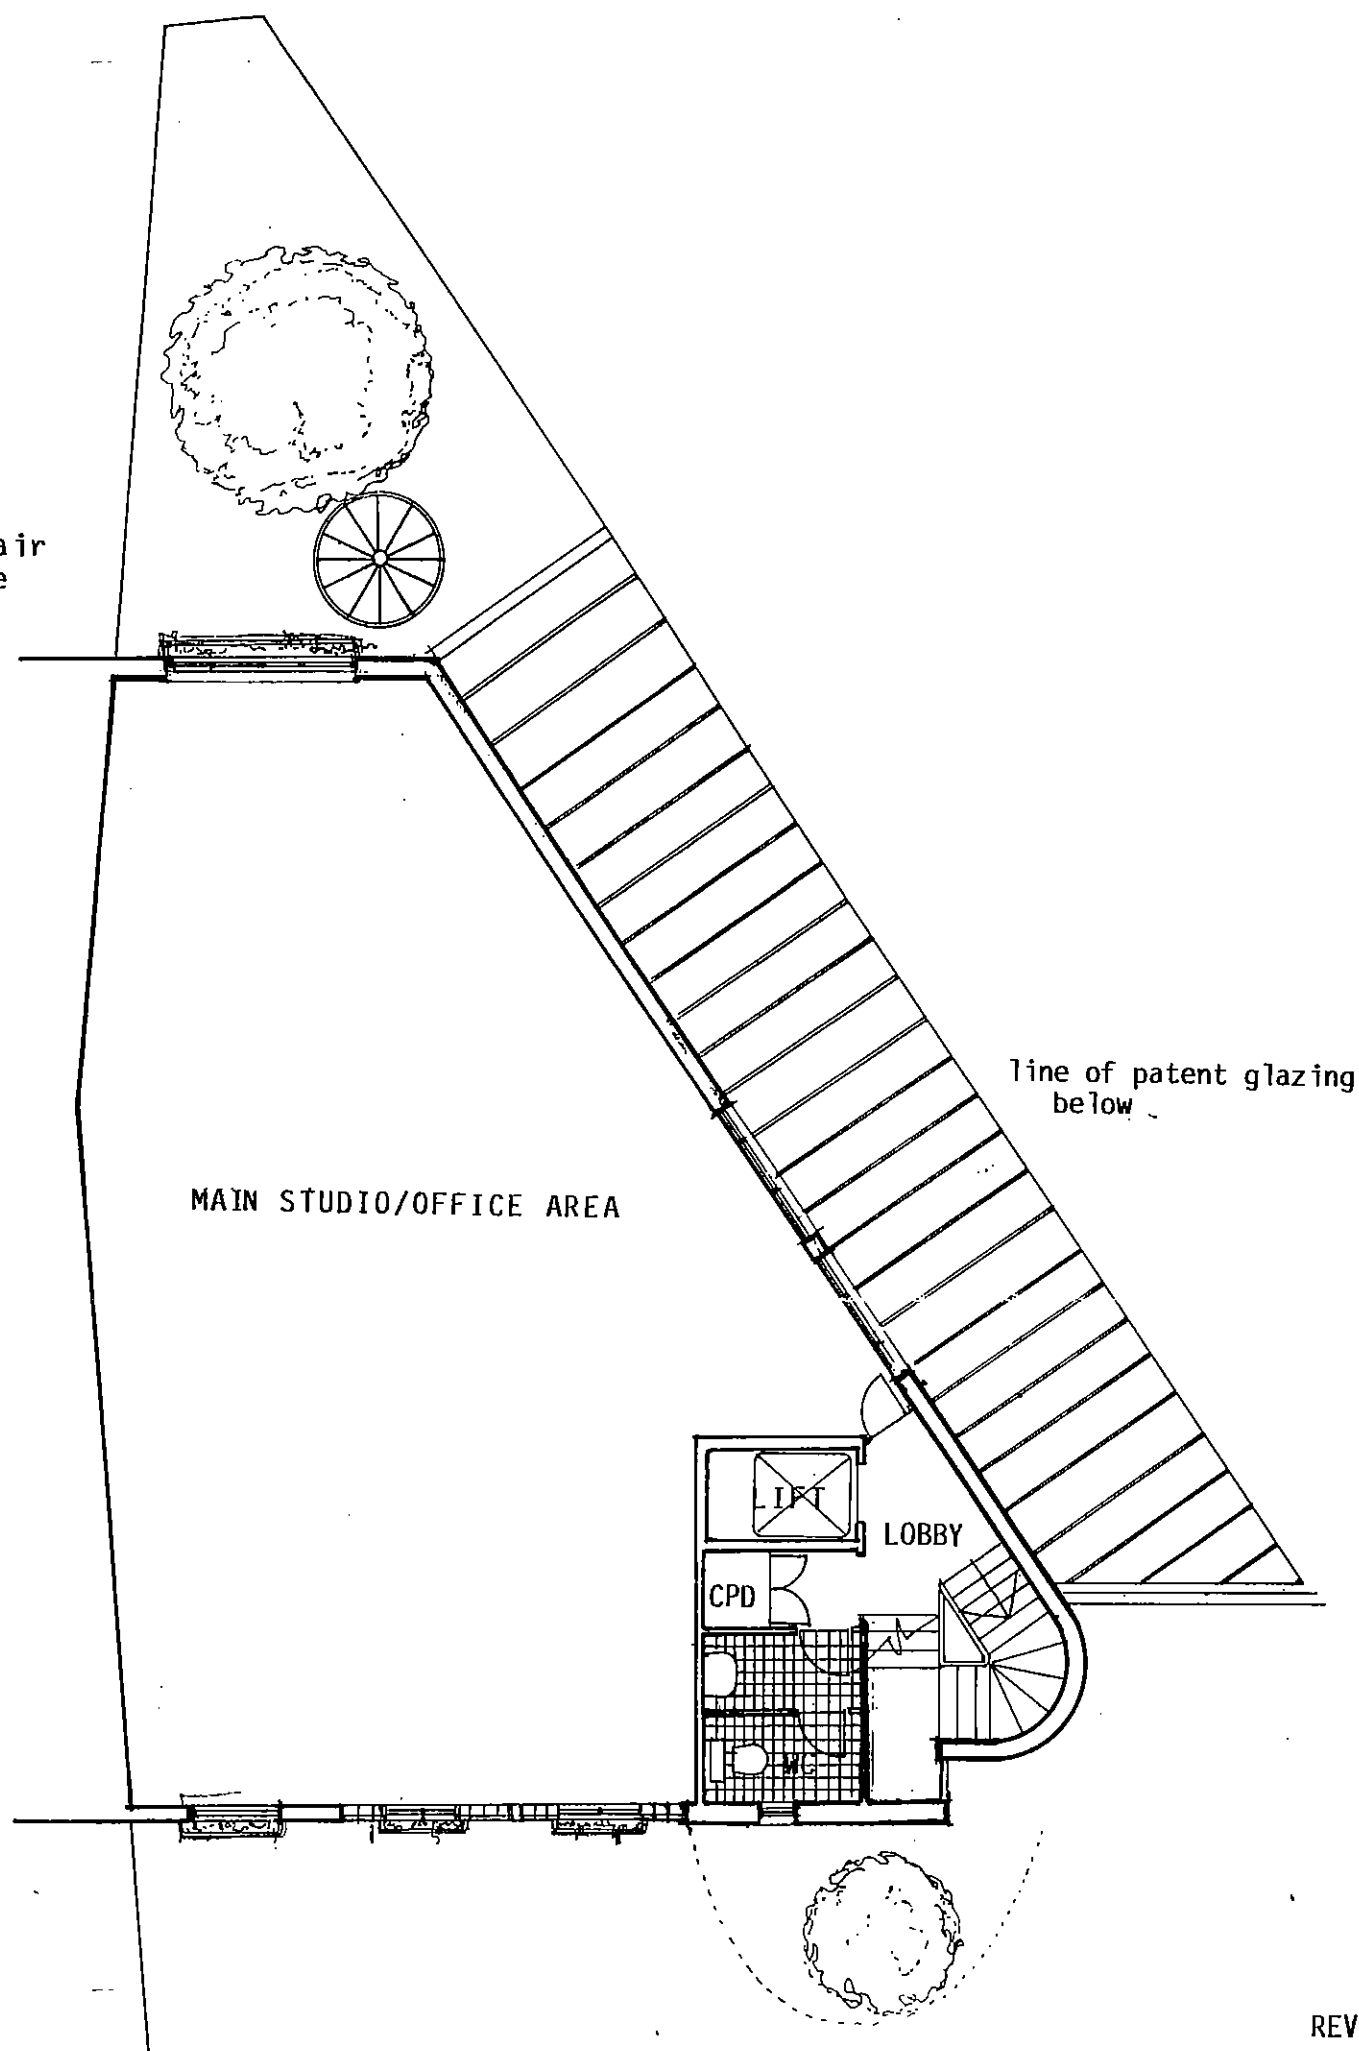 air
e
line of patent glazing
below
MAIN STUDIO/OFFICE AREA
LIFT
LOBBY
CPD
WC
REV